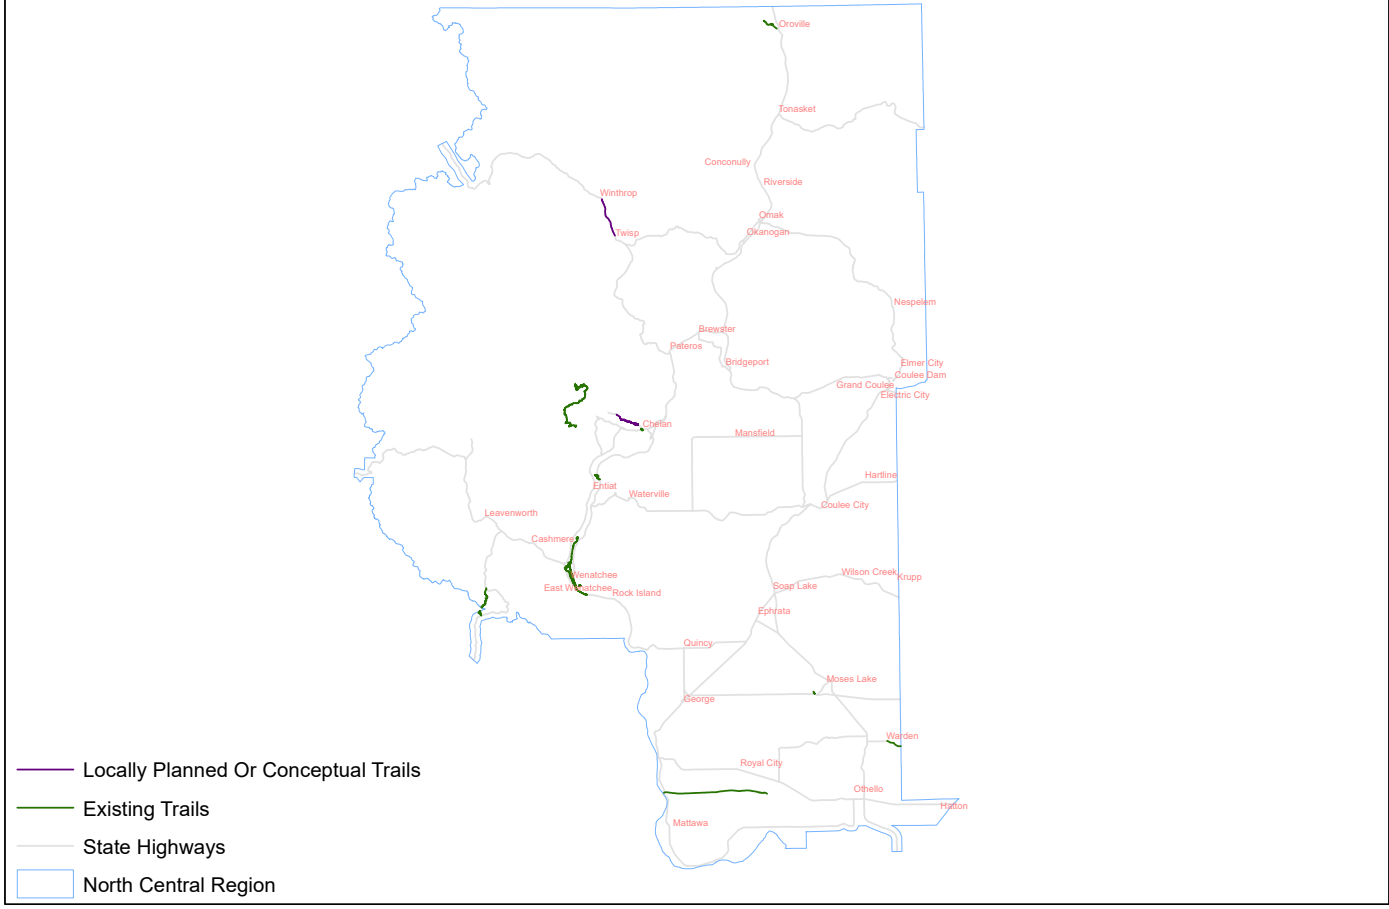 Oroville
Tonasket
Conconully
Riverside
Winthrop
Omak
Twisp
Okanogan
Nespelem
Brewster
Pateros
Bridgeport
Elmer City
Coulee Dam
Grand Coulee
Electric City
Chelan
Mansfield
Hartline
Entiat
Waterville
Coulee City
Leavenworth
Cashmere
Wenatchee
Wilson Creek
Krupp
East Wenatchee
Rock Island
Soap Lake
Ephrata
Quincy
Moses Lake
George
Warden
Royal City
Othello
Hatton
Mattawa
Locally Planned Or Conceptual Trails
Existing Trails
State Highways
North Central Region